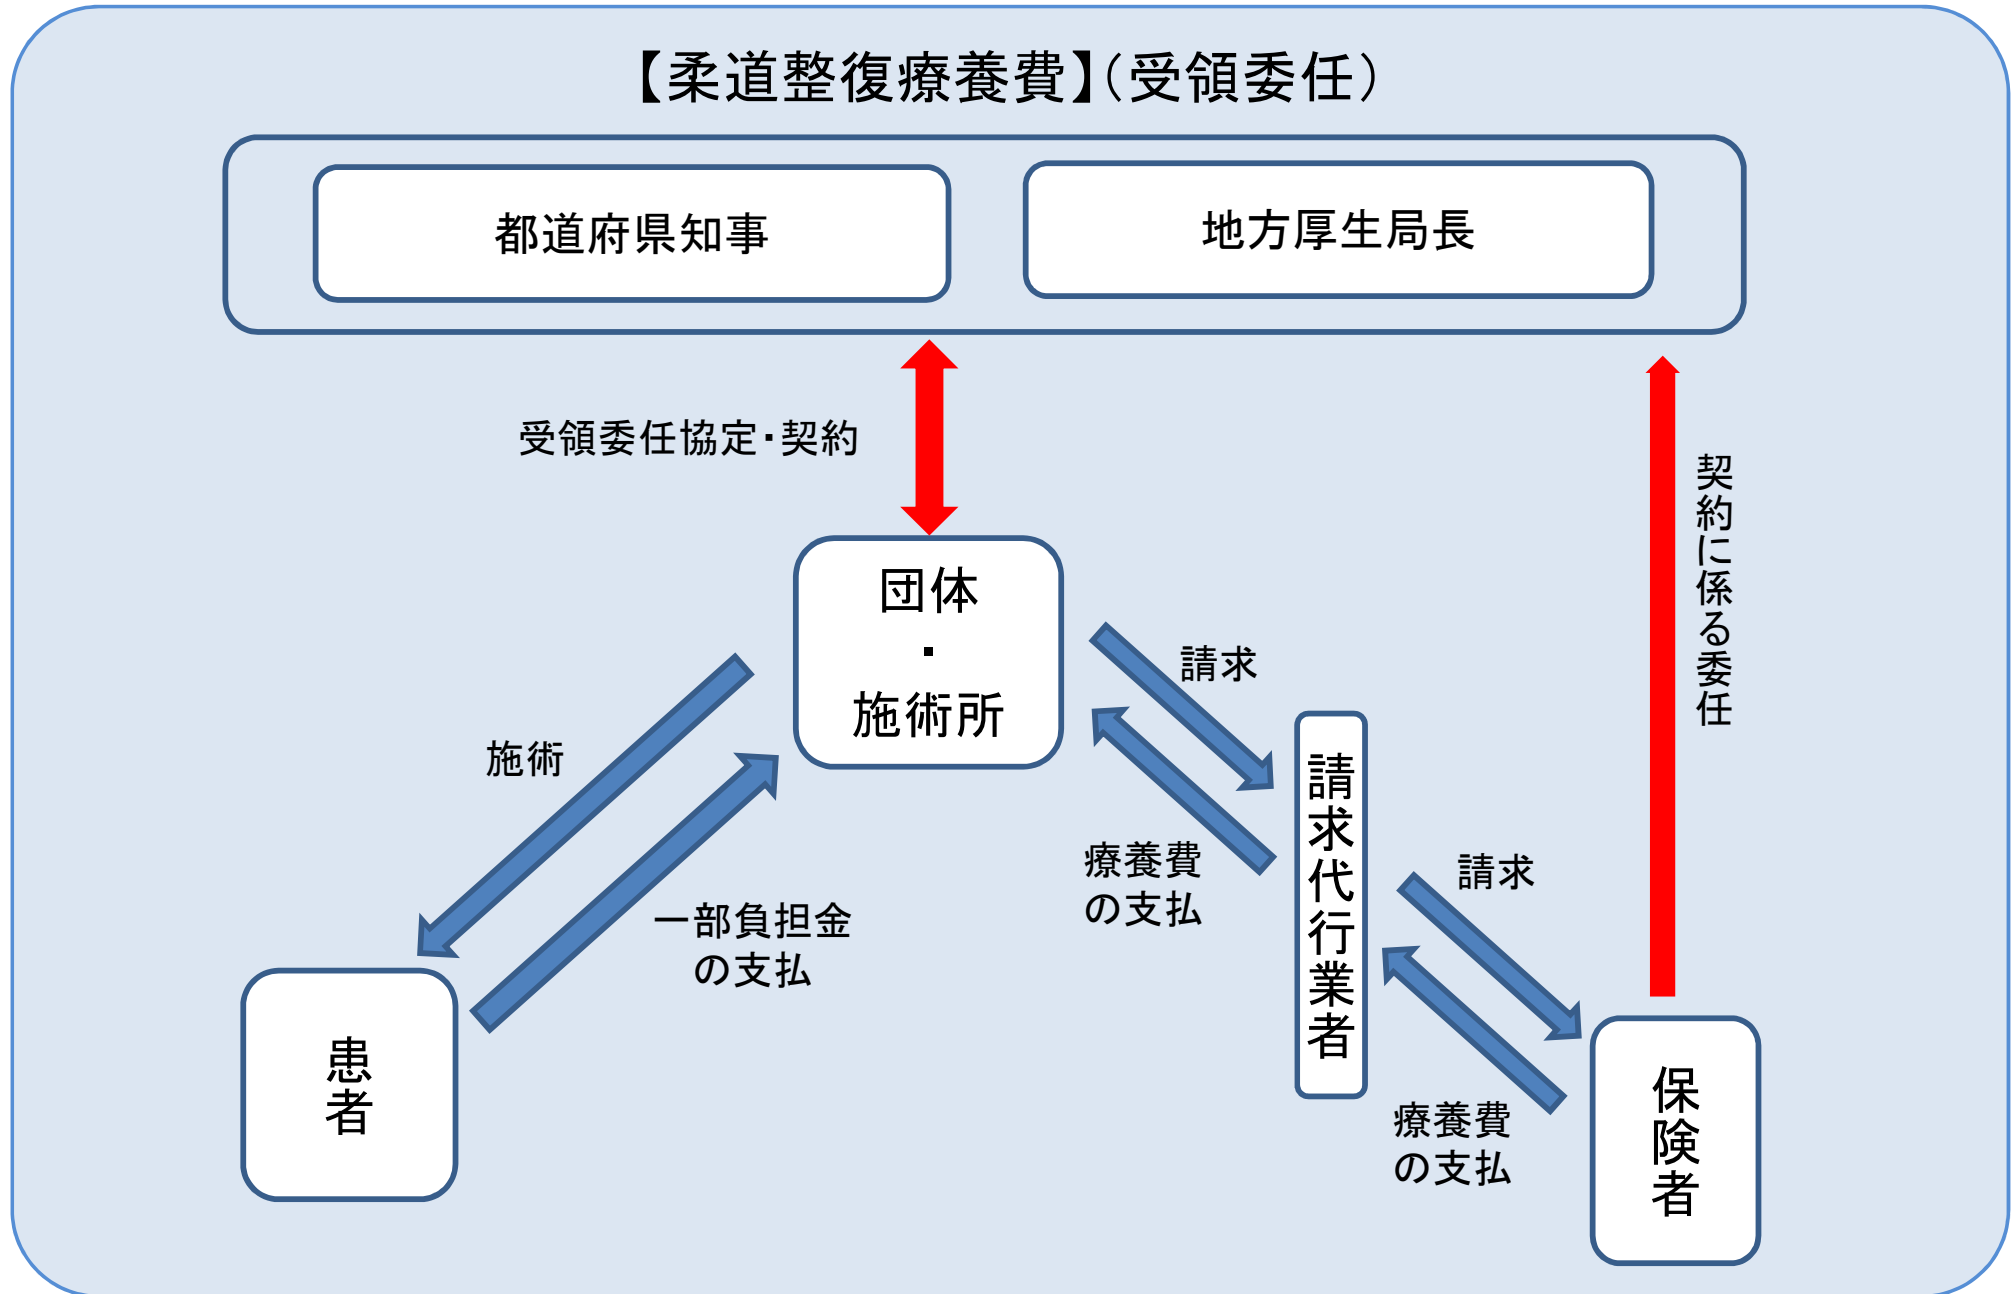 【柔道整復療養費】（受領委任）
都道府県知事
地方厚生局長
受領委任協定・契約
契約に係る委任
団体
・
施術所
請求
施術
請求代行業者
療養費
の支払
請求
一部負担金
の支払
患者
保険者
療養費
の支払